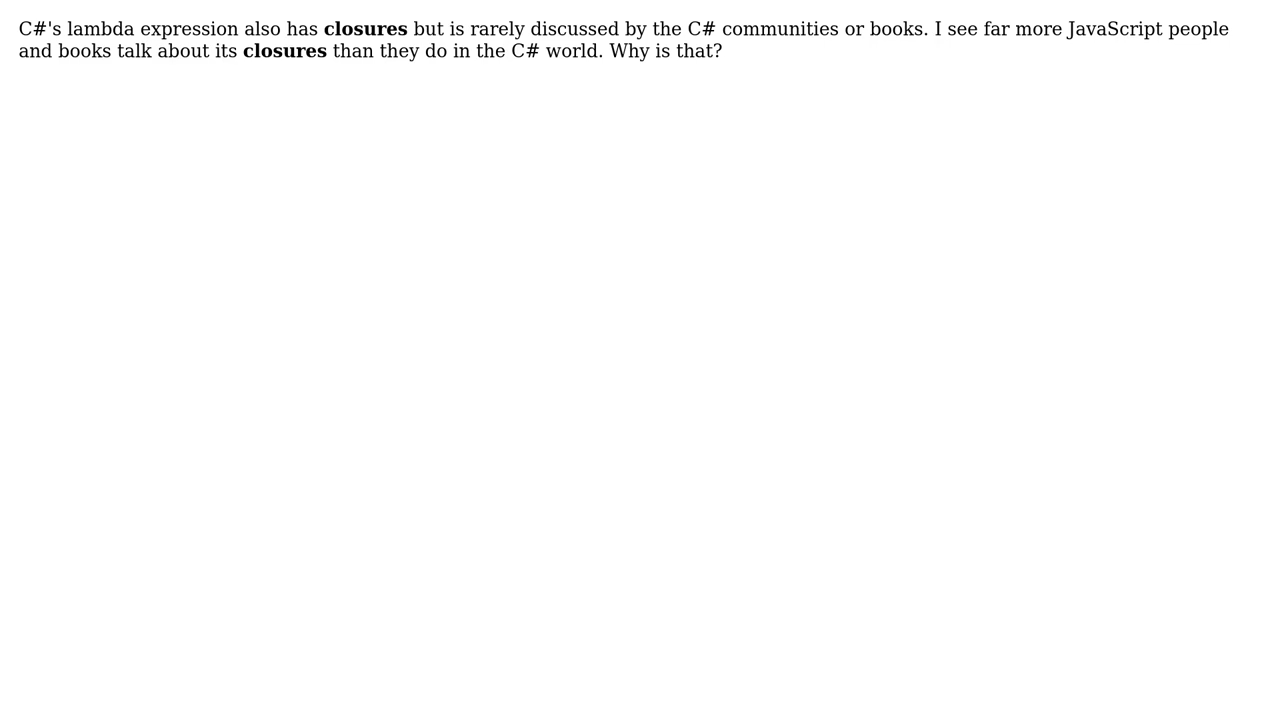 C#'s lambda expression also has closures but is rarely discussed by the C# communities or books. I see far more JavaScript people
and books talk about its closures than they do in the C# world. Why is that?